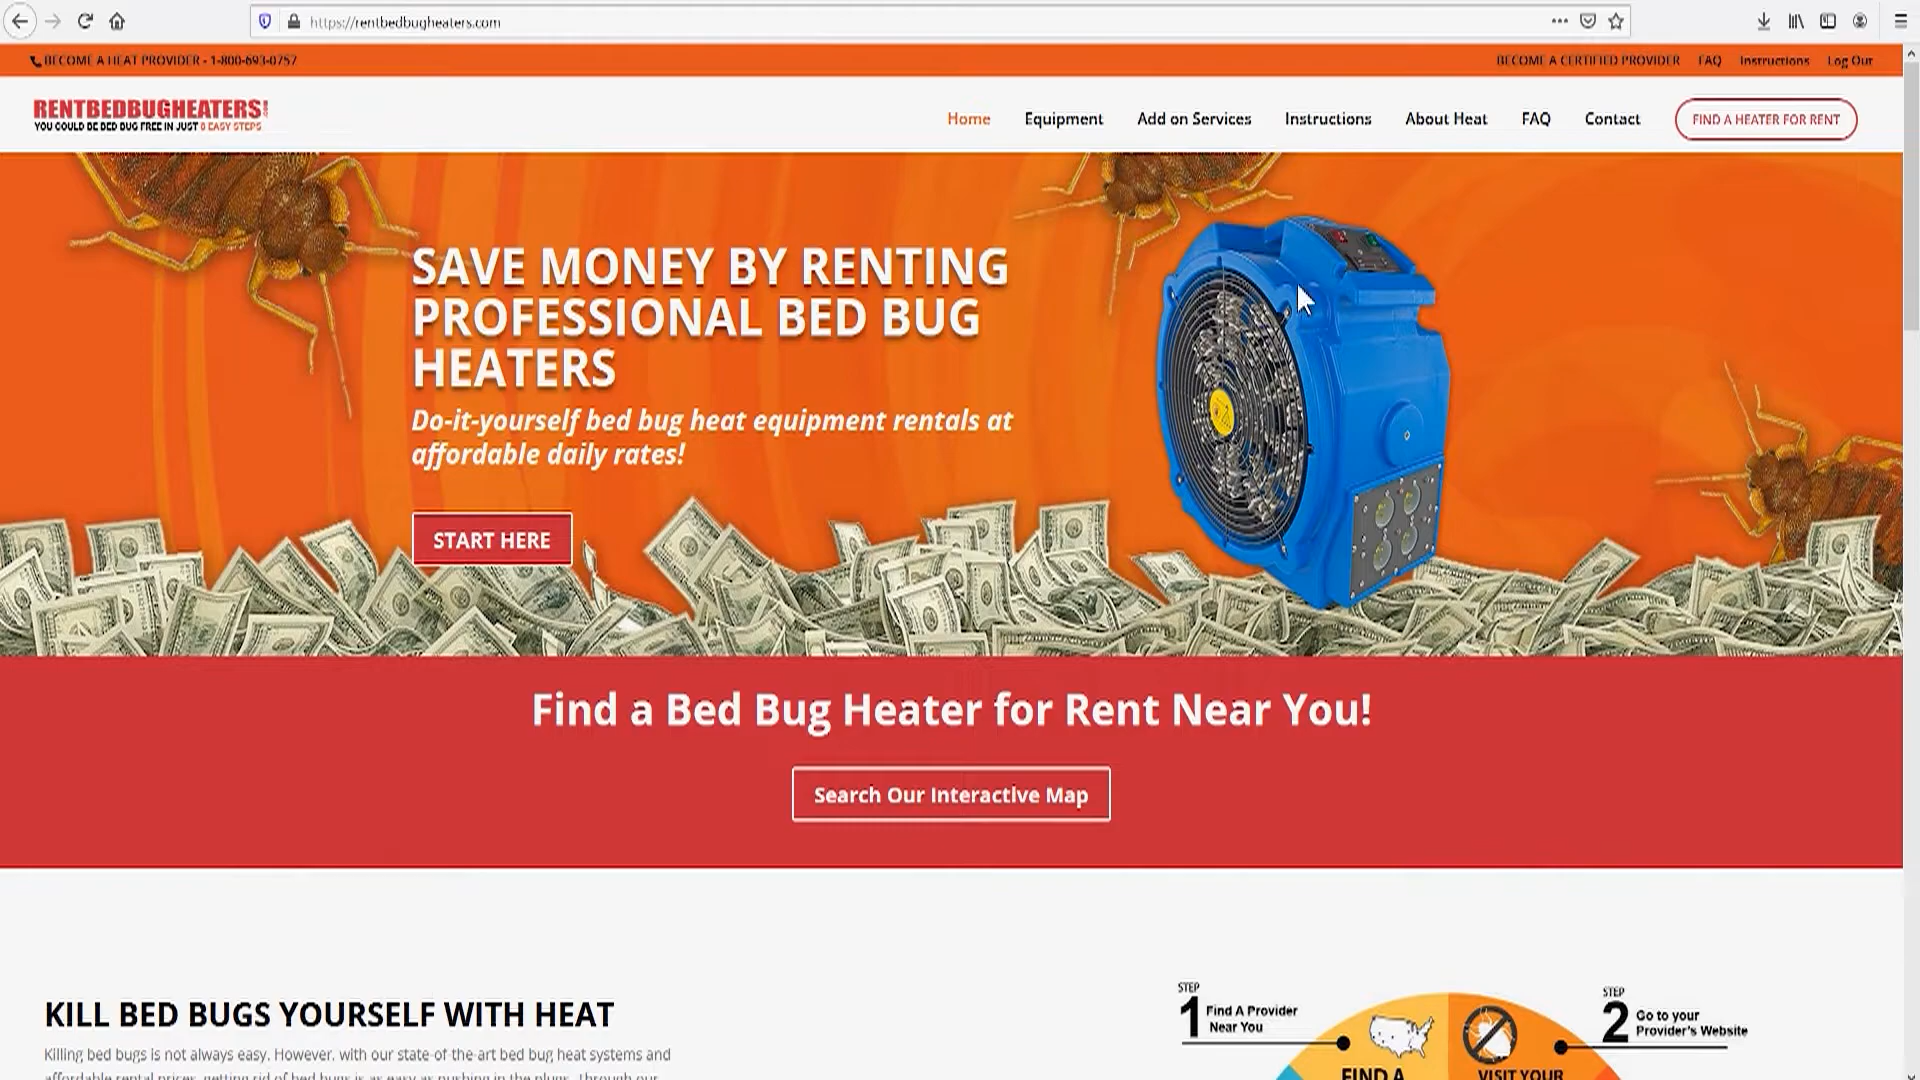 https://rentbedbugheaters.com
BECOME A HEAT PROVIDER - 1-800-693-0757
BECOME A CERTIFIED PROVIDER FAQ Instructions Log Out
RENTBEDBUGHEATERS
YOU COULD BE BED BUG FREE IN JUST 8 EASY STEPS
Home Equipment Add on Services Instructions About Heat FAQ Contact FIND A HEATER FOR RENT
SAVE MONEY BY RENTING
PROFESSIONAL BED BUG
HEATERS
Do-it-yourself bed bug heat equipment rentals at
affordable daily rates!
START HERE
Find a Bed Bug Heater for Rent Near You!
Search Our Interactive Map
KILL BED BUGS YOURSELF WITH HEAT
Killing bed bugs is not always easy. However, with our state-of-the-art bed bug heat systems and
affordable rental prices, getting rid of bed bugs is as easy as pushing in the plugs. Through our
STEP
1 Find A Provider
Near You
STEP
2 Go to your
Provider's Website
FIND A
VISIT YOUR